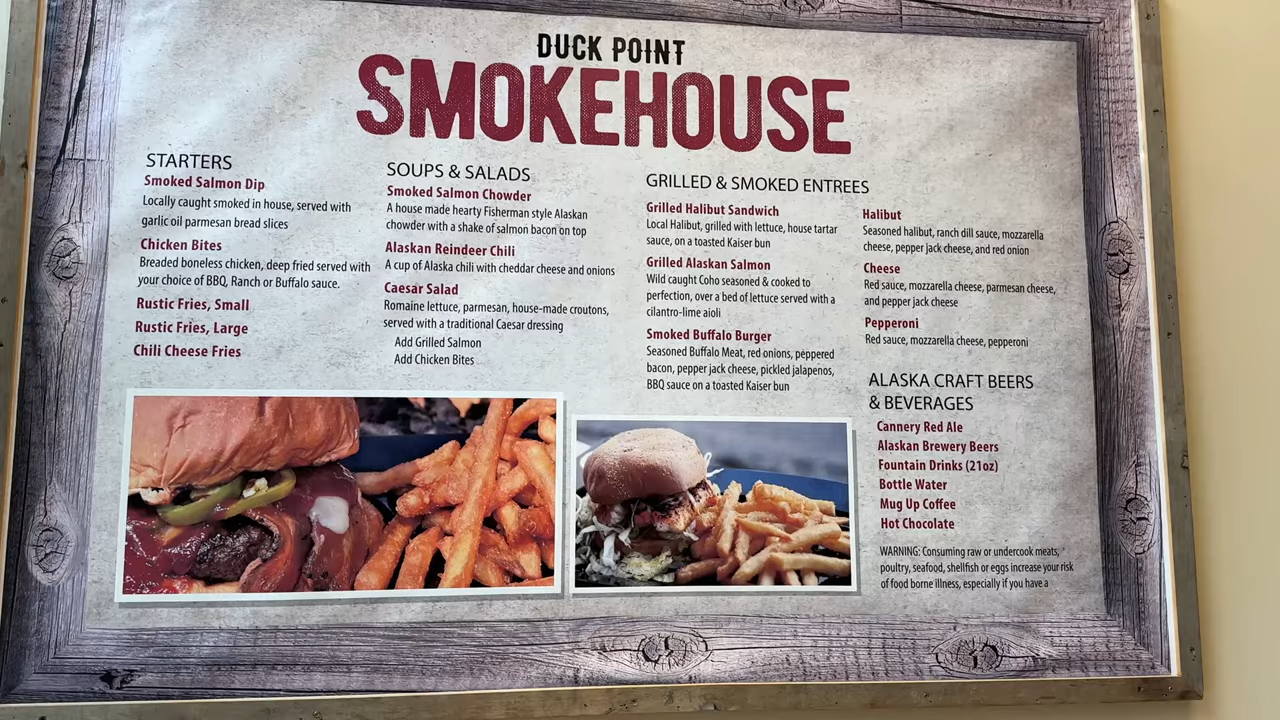 DUCK POINT
SMOKEHOUSE
STARTERS
Smoked Salmon Dip
Locally caught smoked in house, served with
garlic oil parmesan bread slices
Chicken Bites
Breaded boneless chicken, deep fried served with
your choice of BBQ, Ranch or Buffalo sauce.
Rustic Fries, Small
Rustic Fries, Large
Chili Cheese Fries
SOUPS & SALADS
Smoked Salmon Chowder
A house made hearty Fisherman style Alaskan
chowder with a shake of salmon bacon on top
Alaskan Reindeer Chili
A cup of Alaska chili with cheddar cheese and onions
Caesar Salad
Romaine lettuce, parmesan, house-made croutons,
served with a traditional Caesar dressing
Add Grilled Salmon
Add Chicken Bites
GRILLED & SMOKED ENTREES
Grilled Halibut Sandwich
Local Halibut, grilled with lettuce, house tartar
sauce, on a toasted Kaiser bun
Grilled Alaskan Salmon
Wild caught Coho seasoned & cooked to
perfection, over a bed of lettuce served with a
cilantro-lime aioli
Smoked Buffalo Burger
Seasoned Buffalo Meat, red onions, peppered
bacon, pepper jack cheese, pickled jalapenos,
BBQ sauce on a toasted Kaiser bun
Halibut
Seasoned halibut, ranch dill sauce, mozzarella
cheese, pepper jack cheese, and red onion
Cheese
Red sauce, mozzarella cheese, parmesan cheese,
and pepper jack cheese
Pepperoni
Red sauce, mozzarella cheese, pepperoni
ALASKA CRAFT BEERS
& BEVERAGES
Cannery Red Ale
Alaskan Brewery Beers
Fountain Drinks (21oz)
Bottle Water
Mug Up Coffee
Hot Chocolate
WARNING: Consuming raw or undercook meats,
poultry, seafood, shellfish or eggs increase your risk
of food borne illness, especially if you have a